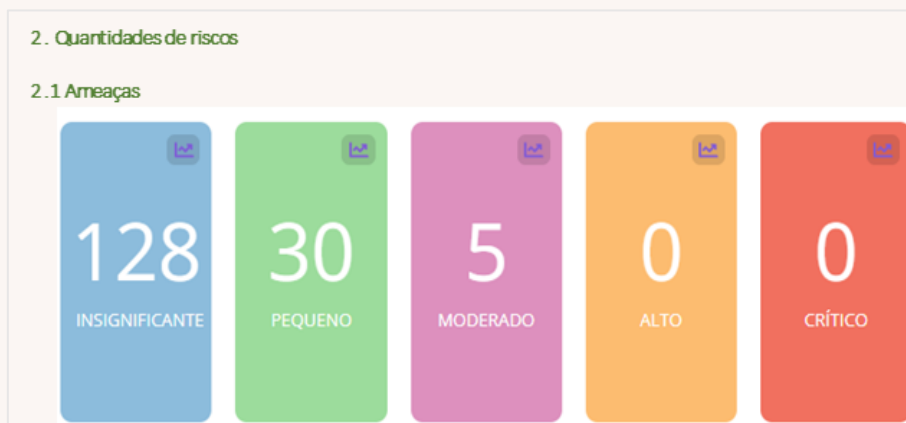 2. Quantidades de riscos
2.1 Ameaças
128 30 5 0 0
INSIGNIFICANTE PEQUENO MODERADO ALTO CRÍTICO